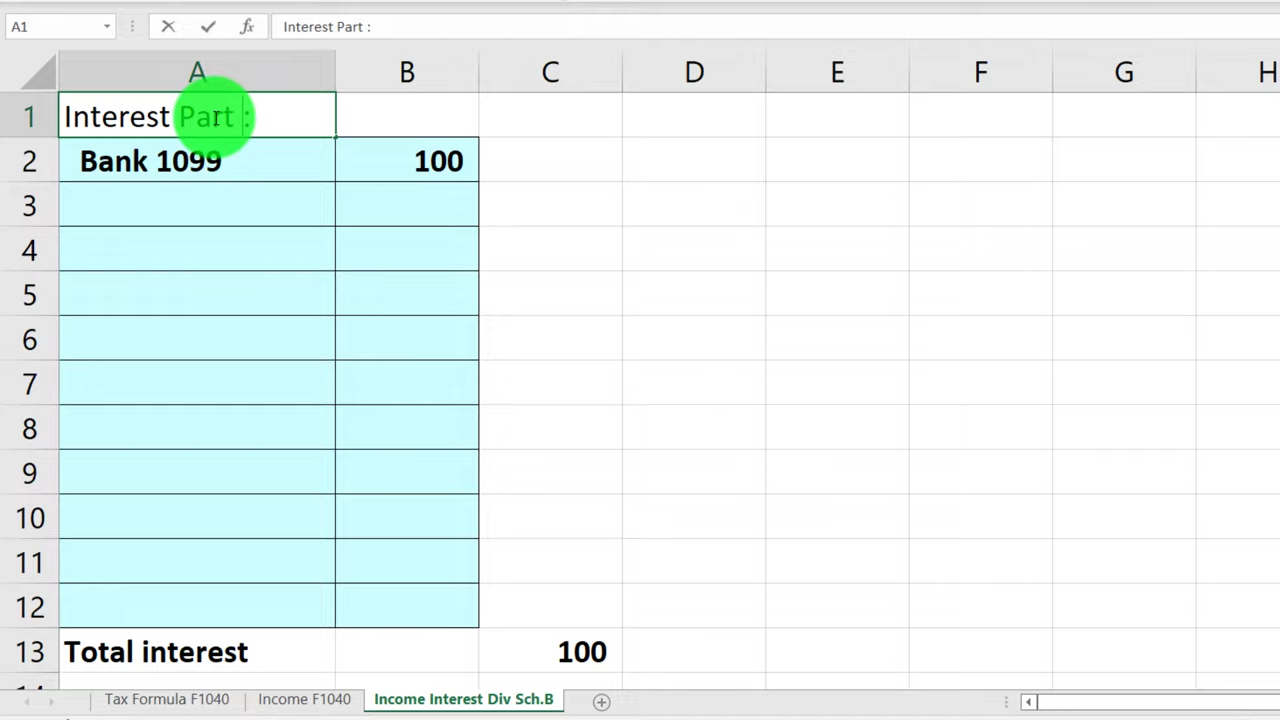 A1 fx Interest Part :
A B C D E F G H
1 Interest Part :
2 Bank 1099 100
3
4
5
6
7
8
9
10
11
12
13 Total interest 100
Tax Formula F1040 Income F1040 Income Interest Div Sch.B